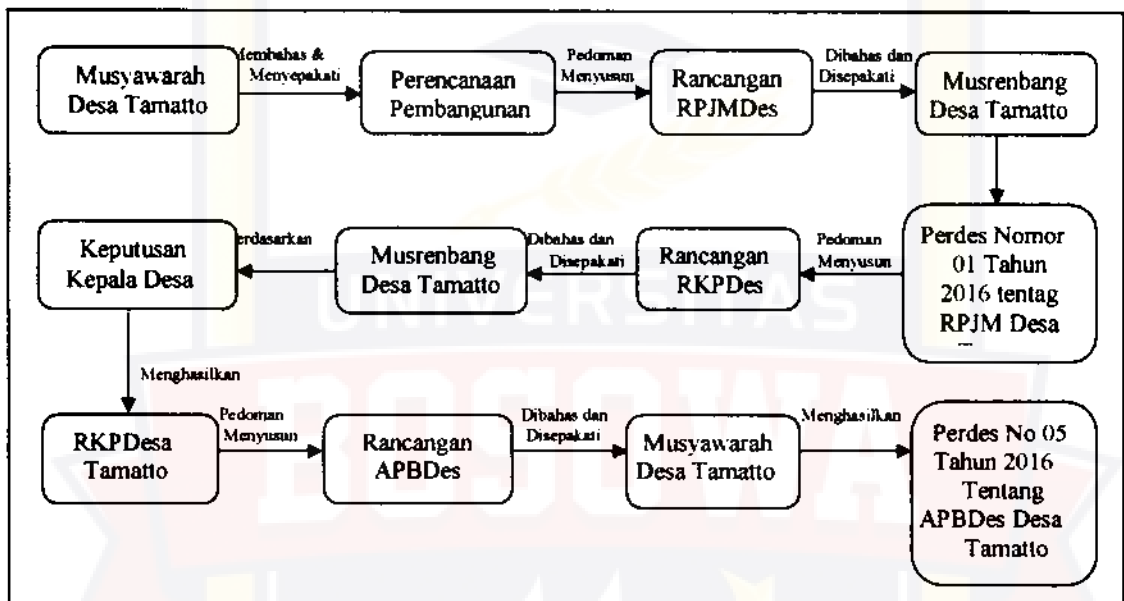 Musyawarah
Desa Tamatto
Membahas &
Menyepakati
Perencanaan
Pembangunan
Pedoman
Menyusun
Rancangan
RPJMDes
Dibahas dan
Disepakati
Musrenbang
Desa Tamatto
Perdes Nomor
01 Tahun
2016 tentag
RPJM Desa
Pedoman
Menyusun
Rancangan
RKPDes
Dibahas dan
Disepakati
Musrenbang
Desa Tamatto
erdasarkan
Keputusan
Kepala Desa
Menghasilkan
RKPDesa
Tamatto
Pedoman
Menyusun
Rancangan
APBDes
Dibahas dan
Disepakati
Musyawarah
Desa Tamatto
Menghasilkan
Perdes No 05
Tahun 2016
Tentang
APBDes Desa
Tamatto
UNIVERSITAS
BOSOWA